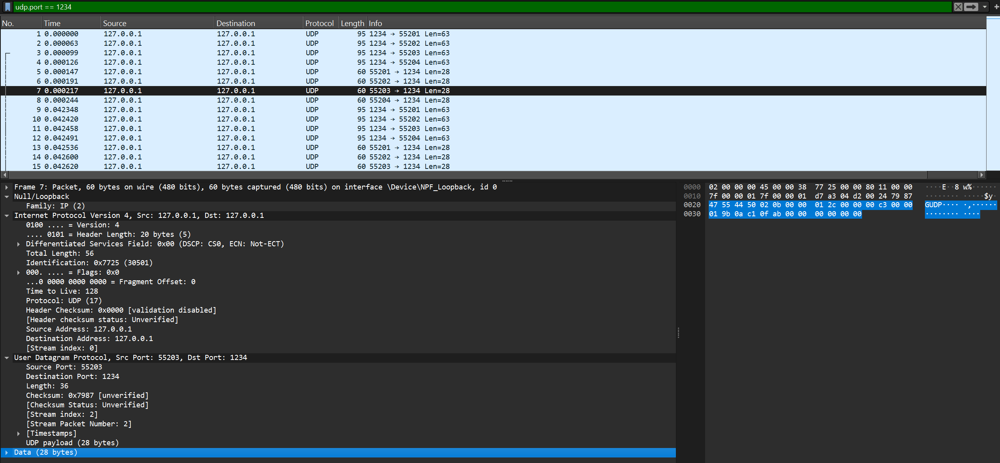 udp.port == 1234
No. Time Source Destination Protocol Length Info
1 0.000000 127.0.0.1 127.0.0.1 UDP 95 1234 → 55201 Len=63
2 0.000063 127.0.0.1 127.0.0.1 UDP 95 1234 → 55202 Len=63
3 0.000099 127.0.0.1 127.0.0.1 UDP 95 1234 → 55203 Len=63
4 0.000126 127.0.0.1 127.0.0.1 UDP 95 1234 → 55204 Len=63
5 0.000147 127.0.0.1 127.0.0.1 UDP 60 55201 → 1234 Len=28
6 0.000191 127.0.0.1 127.0.0.1 UDP 60 55202 → 1234 Len=28
7 0.000217 127.0.0.1 127.0.0.1 UDP 60 55203 → 1234 Len=28
8 0.000244 127.0.0.1 127.0.0.1 UDP 60 55204 → 1234 Len=28
9 0.042348 127.0.0.1 127.0.0.1 UDP 95 1234 → 55201 Len=63
10 0.042420 127.0.0.1 127.0.0.1 UDP 95 1234 → 55202 Len=63
11 0.042458 127.0.0.1 127.0.0.1 UDP 95 1234 → 55203 Len=63
12 0.042491 127.0.0.1 127.0.0.1 UDP 95 1234 → 55204 Len=63
13 0.042536 127.0.0.1 127.0.0.1 UDP 60 55201 → 1234 Len=28
14 0.042600 127.0.0.1 127.0.0.1 UDP 60 55202 → 1234 Len=28
15 0.042620 127.0.0.1 127.0.0.1 UDP 60 55203 → 1234 Len=28
Frame 7: Packet, 60 bytes on wire (480 bits), 60 bytes captured (480 bits) on interface \Device\NPF_Loopback, id 0
Null/Loopback
Family: IP (2)
Internet Protocol Version 4, Src: 127.0.0.1, Dst: 127.0.0.1
0100 .... = Version: 4
.... 0101 = Header Length: 20 bytes (5)
Differentiated Services Field: 0x00 (DSCP: CS0, ECN: Not-ECT)
Total Length: 56
Identification: 0x7725 (30501)
000. .... = Flags: 0x0
...0 0000 0000 0000 = Fragment Offset: 0
Time to Live: 128
Protocol: UDP (17)
Header Checksum: 0x0000 [validation disabled]
[Header checksum status: Unverified]
Source Address: 127.0.0.1
Destination Address: 127.0.0.1
[Stream index: 0]
User Datagram Protocol, Src Port: 55203, Dst Port: 1234
Source Port: 55203
Destination Port: 1234
Length: 36
Checksum: 0x7987 [unverified]
[Checksum Status: Unverified]
[Stream index: 2]
[Stream Packet Number: 2]
[Timestamps]
UDP payload (28 bytes)
Data (28 bytes)
0000 02 00 00 00 45 00 00 38 77 25 00 00 80 11 00 00 ····E··8 w%······
0010 7f 00 00 01 7f 00 00 01 d7 a3 04 d2 00 24 79 87 ········ ·····$y·
0020 47 55 44 50 02 0b 00 00 01 2c 00 00 00 c3 00 00 GUDP···· ·,······
0030 01 9b 0a c1 0f ab 00 00 00 00 00 00 ········ ····